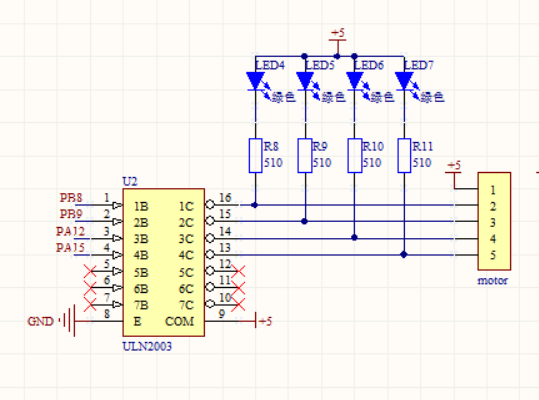 +5
LED4 LED5 LED6 LED7
绿色 绿色 绿色 绿色
R8 R9 R10 R11
510 510 510 510
+5
U2
1
PB8 1 1B 1C 16 2
PB9 2 2B 2C 15 3
PA12 3 3B 3C 14 4
PA15 4 4B 4C 13 5
5 5B 5C 12
6 6B 6C 11
7 7B 7C 10
motor
GND 8 E COM 9 +5
ULN2003